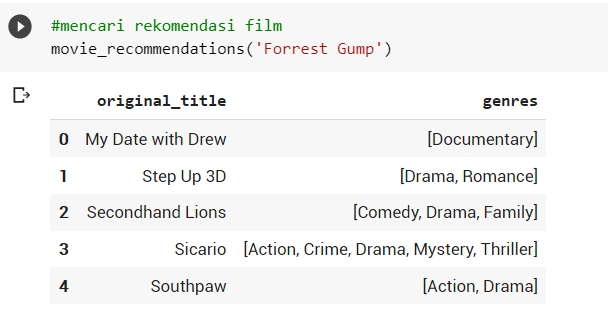 #mencari rekomendasi film
movie_recommendations('Forrest Gump')
original_title genres
0 My Date with Drew [Documentary]
1 Step Up 3D [Drama, Romance]
2 Secondhand Lions [Comedy, Drama, Family]
3 Sicario [Action, Crime, Drama, Mystery, Thriller]
4 Southpaw [Action, Drama]